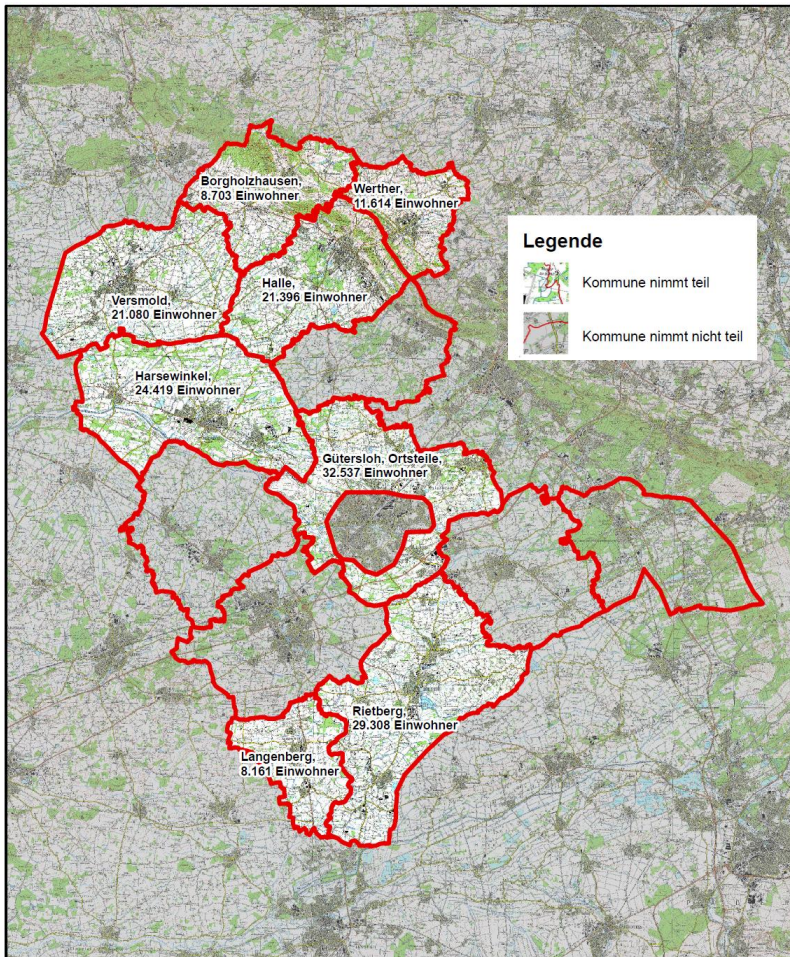 Borgholzhausen,
8.703 Einwohner
Werther,
11.614 Einwohner
Legende
Kommune nimmt teil
Kommune nimmt nicht teil
Halle,
21.396 Einwohner
Versmold,
21.080 Einwohner
Harsewinkel,
24.419 Einwohner
Gütersloh, Ortsteile,
32.537 Einwohner
Rietberg,
29.308 Einwohner
Langenberg,
8.161 Einwohner